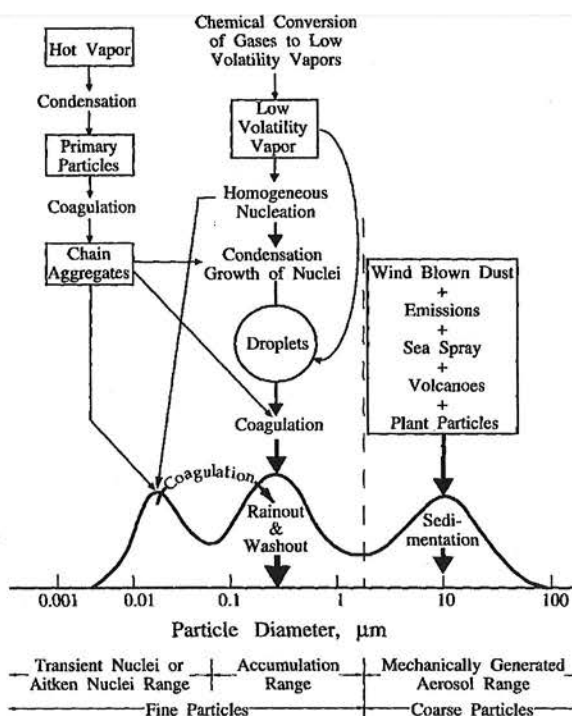 Hot Vapor
Condensation
Primary
Particles
Coagulation
Chain
Aggregates
Chemical Conversion
of Gases to Low
Volatility Vapors
Low
Volatility
Vapor
Homogeneous
Nucleation
Condensation
Growth of Nuclei
Droplets
Coagulation
Wind Blown Dust
+
Emissions
+
Sea Spray
+
Volcanoes
+
Plant Particles
Coagulation
Rainout
&
Washout
Sedi-
mentation
0.001 0.01 0.1 1 10 100
Particle Diameter, μm
Transient Nuclei or
Aitken Nuclei Range
Accumulation
Range
Mechanically Generated
Aerosol Range
Fine Particles
Coarse Particles